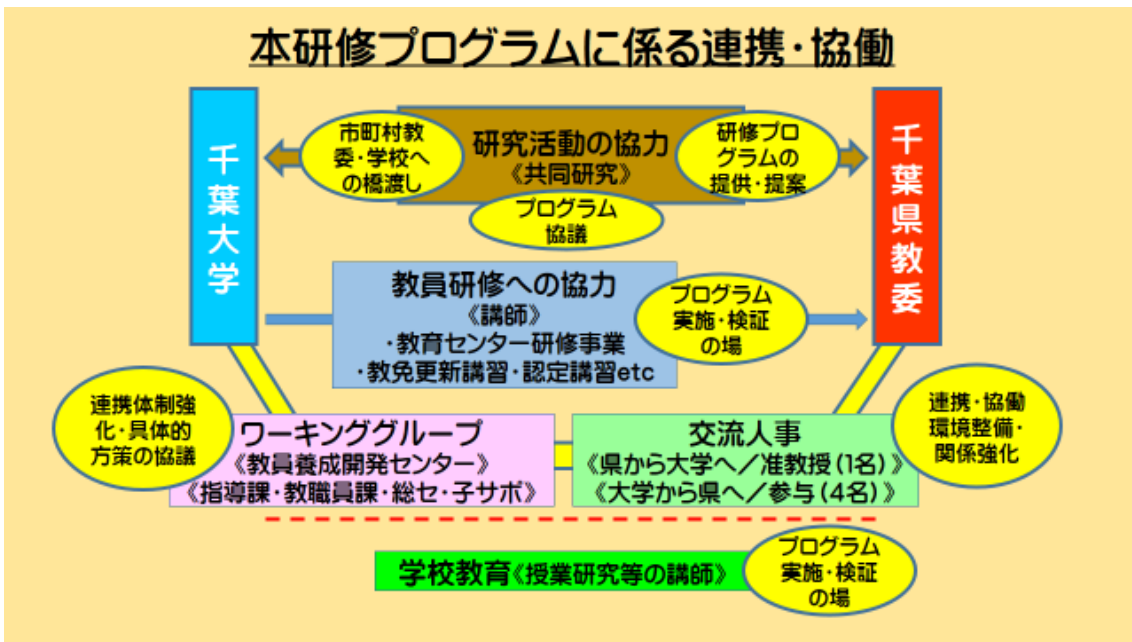 本研修プログラムに係る連携・協働
千葉大学
市町村教
委・学校へ
の橋渡し
研究活動の協力
《共同研究》
研修プロ
グラムの
提供・提案
プログラム
協議
千葉県教委
教員研修への協力
《講師》
・教育センター研修事業
・教免更新講習・認定講習etc
プログラム
実施・検証
の場
連携体制強
化・具体的
方策の協議
ワーキンググループ
《教員養成開発センター》
《指導課・教職員課・総セ・子サポ》
交流人事
《県から大学へ／准教授（1名）》
《大学から県へ／参与（4名）》
連携・協働
環境整備・
関係強化
学校教育《授業研究等の講師》
プログラム
実施・検証
の場